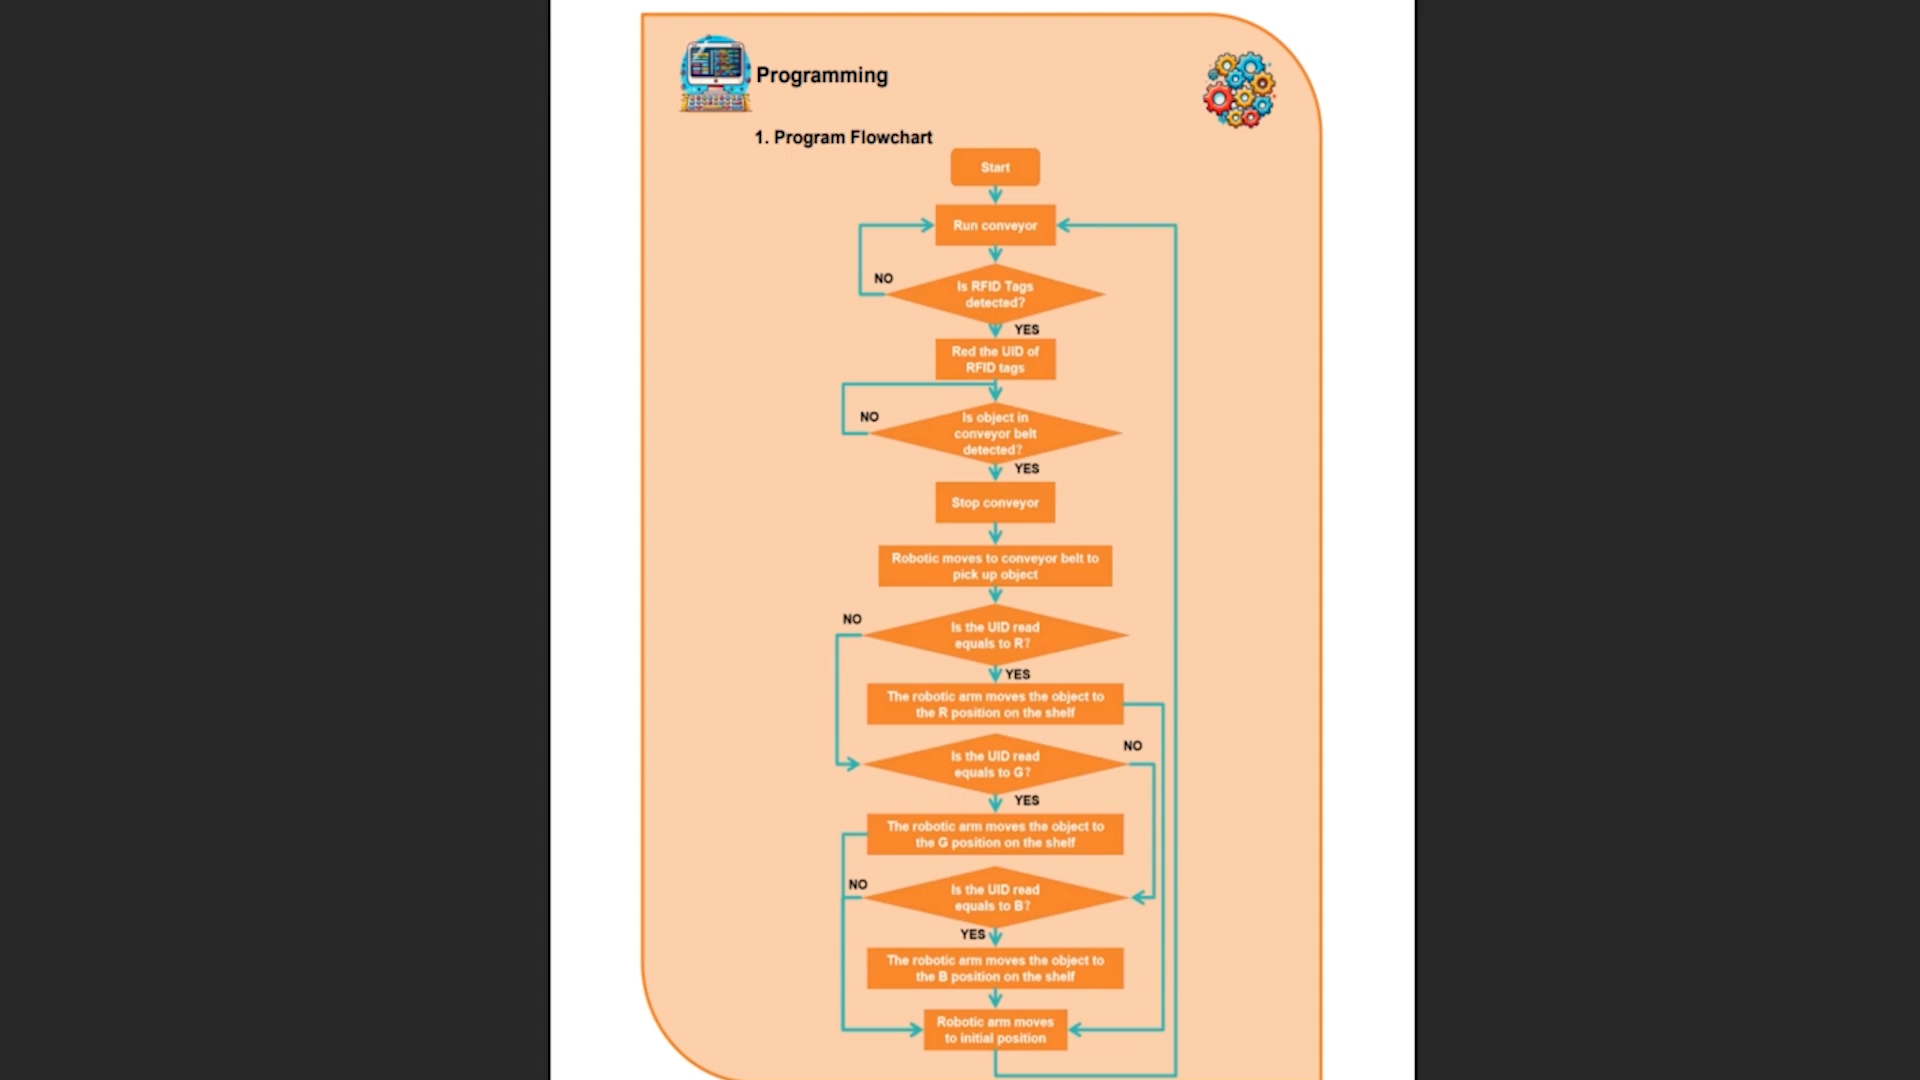 Programming
1. Program Flowchart
Start
Run conveyor
NO
Is RFID Tags
detected?
YES
Red the UID of
RFID tags
NO
Is object in
conveyor belt
detected?
YES
Stop conveyor
Robotic moves to conveyor belt to
pick up object
NO
Is the UID read
equals to R?
YES
The robotic arm moves the object to
the R position on the shelf
NO
Is the UID read
equals to G?
YES
The robotic arm moves the object to
the G position on the shelf
NO
Is the UID read
equals to B?
YES
The robotic arm moves the object to
the B position on the shelf
Robotic arm moves
to initial position